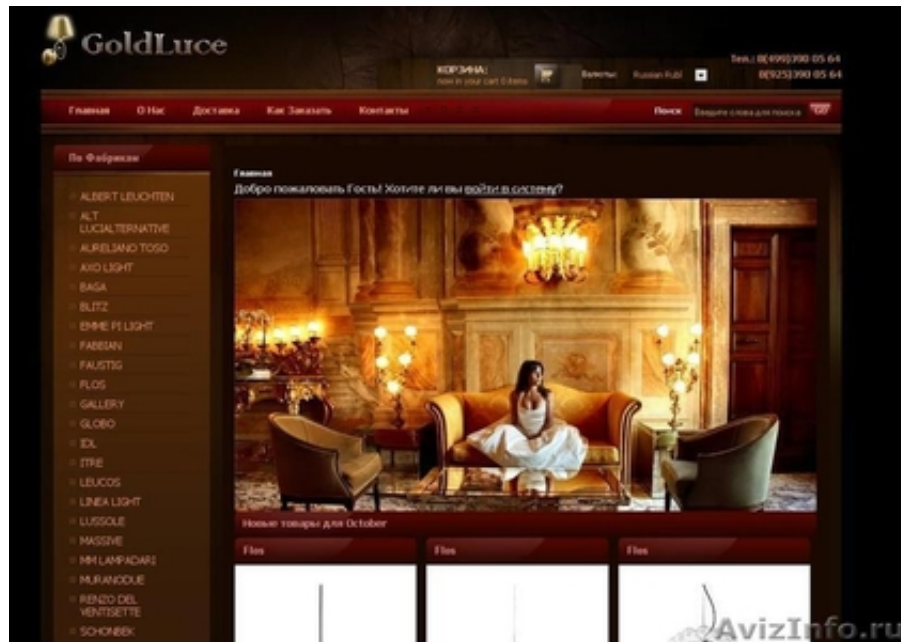 GoldLuce
Тел.: 8(499)390 05 64
КОРЗИНА:
now in your cart 0 items
Валюты:
Russian Rubl
8(925)390 05 64
Главная
О Нас
Доставка
Как Заказать
Контакты
Поиск
Введите слова для поиска
GO
По Фабрикам
Главная
Добро пожаловать Гость! Хотите ли вы войти в систему?
ALBERT LEUCHTEN
ALT
LUCIALTERNATIVE
AURELIANO TOSO
AXO LIGHT
BAGA
BLITZ
EMME PI LIGHT
FABBIAN
FAUSTIG
FLOS
GALLERY
GLOBO
IDL
ITRE
LEUCOS
LINEA LIGHT
LUSSOLE
MASSIVE
MM LAMPADARI
MURANODUE
RENZO DEL
VENTISETTE
SCHONBEK
Новые товары для October
Flos
Flos
Flos
AvizInfo.ru